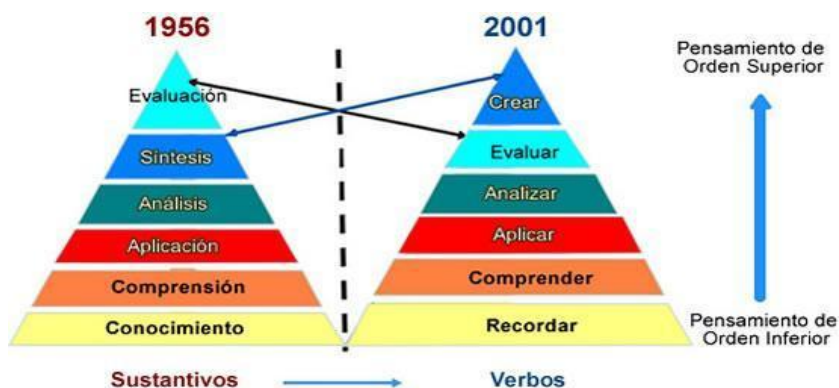 1956
Evaluación
Síntesis
Análisis
Aplicación
Comprensión
Conocimiento
Sustantivos
2001
Crear
Evaluar
Analizar
Aplicar
Comprender
Recordar
Verbos
Pensamiento de
Orden Superior
Pensamiento de
Orden Inferior